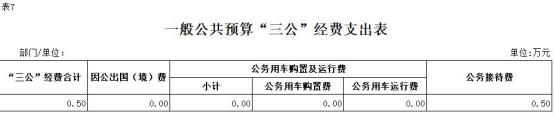 表7
一般公共预算“三公”经费支出表
部门/单位： 单位：万元
“三公”经费合计 因公出国（境）费 公务用车购置及运行费 公务接待费
小计 公务用车购置费 公务用车运行费
0.50 0.00 0.00 0.00 0.00 0.50